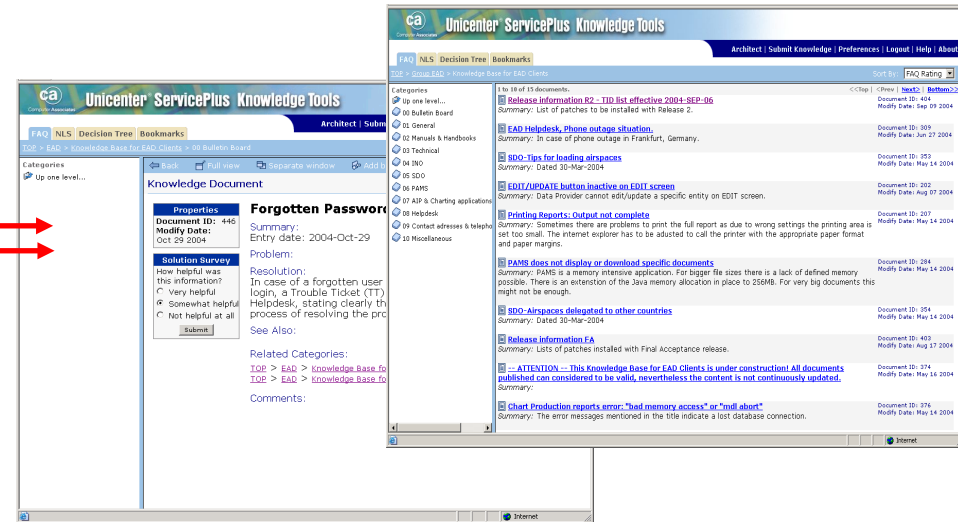 ca
Computer Associates
Unicenter® ServicePlus Knowledge Tools
Architect | Submit Knowledge | Preferences | Logout | Help | About
FAQ NLS Decision Tree Bookmarks
TOP > Group EAD > Knowledge Base for EAD Clients
Sort By: FAQ Rating
Categories
Up one level...
00 Bulletin Board
01 General
02 Manuals & Handbooks
03 Technical
04 INO
05 SDO
06 PAMS
07 AIP & Charting applications
08 Helpdesk
09 Contact adresses & telepho
10 Miscellaneous
1 to 10 of 15 documents.
<<Top | <Prev | Next> | Bottom>>
Release information R2 - TID list effective 2004-SEP-06
Summary: List of patches to be installed with Release 2.
Document ID: 404
Modify Date: Sep 09 2004
EAD Helpdesk, Phone outage situation.
Summary: In case of phone outage in Frankfurt, Germany.
Document ID: 309
Modify Date: Jun 27 2004
SDO-Tips for loading airspaces
Summary: Dated 30-Mar-2004
Document ID: 353
Modify Date: May 14 2004
EDIT/UPDATE button inactive on EDIT screen
Summary: Data Provider cannot edit/update a specific entity on EDIT screen.
Document ID: 202
Modify Date: Aug 07 2004
Printing Reports: Output not complete
Summary: Sometimes there are problems to print the full report as due to wrong settings the printing area is
set too small. The internet explorer has to be adusted to call the printer with the appropriate paper format
and paper margins.
Document ID: 207
Modify Date: May 14 2004
PAMS does not display or download specific documents
Summary: PAMS is a memory intensive application. For bigger file sizes there is a lack of defined memory
possible. There is an extenstion of the Java memory allocation in place to 256MB. For very big documents this
might not be enough.
Document ID: 284
Modify Date: May 14 2004
SDO-Airspaces delegated to other countries
Summary: Dated 30-Mar-2004
Document ID: 354
Modify Date: May 14 2004
Release information FA
Summary: Lists of patches installed with Final Acceptance release.
Document ID: 403
Modify Date: Aug 17 2004
-- ATTENTION -- This Knowledge Base for EAD Clients is under construction! All documents
published can considered to be valid, nevertheless the content is not continuously updated.
Summary:
Document ID: 374
Modify Date: May 16 2004
Chart Production reports error: "bad memory access" or "mdl abort"
Summary: The error messages mentioned in the title indicate a lost database connection.
Document ID: 376
Modify Date: May 14 2004
Internet
ca
Computer Associates
Unicenter® ServicePlus Knowledge Tools
Architect | Subm
FAQ NLS Decision Tree Bookmarks
TOP > EAD > Knowledge Base for EAD Clients > 00 Bulletin Board
Categories
Up one level...
Back Full view Separate window Add b
Knowledge Document
Properties
Document ID: 446
Modify Date:
Oct 29 2004
Solution Survey
How helpful was
this information?
Very helpful
Somewhat helpful
Not helpful at all
Submit
Forgotten Passwor
Summary:
Entry date: 2004-Oct-29
Problem:
Resolution:
In case of a forgotten user
login, a Trouble Ticket (TT)
Helpdesk, stating clearly th
process of resolving the pro
See Also:
Related Categories:
TOP > EAD > Knowledge Base fo
TOP > EAD > Knowledge Base fo
Comments:
Internet